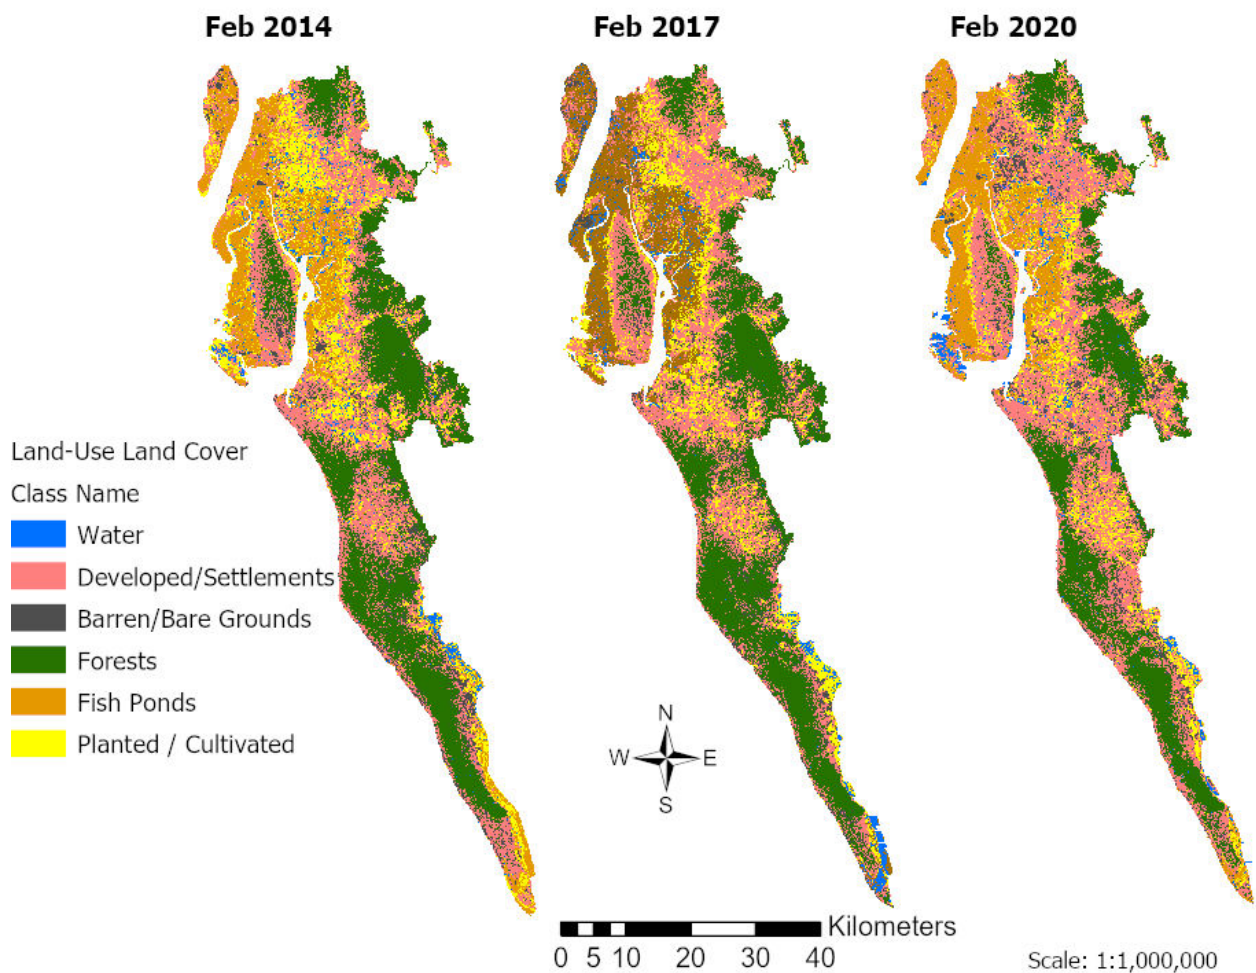 Feb 2014
Feb 2017
Feb 2020
Land-Use Land Cover
Class Name
Water
Developed/Settlements
Barren/Bare Grounds
Forests
Fish Ponds
Planted / Cultivated
N
W E
S
Kilometers
0 5 10 20 30 40
Scale: 1:1,000,000